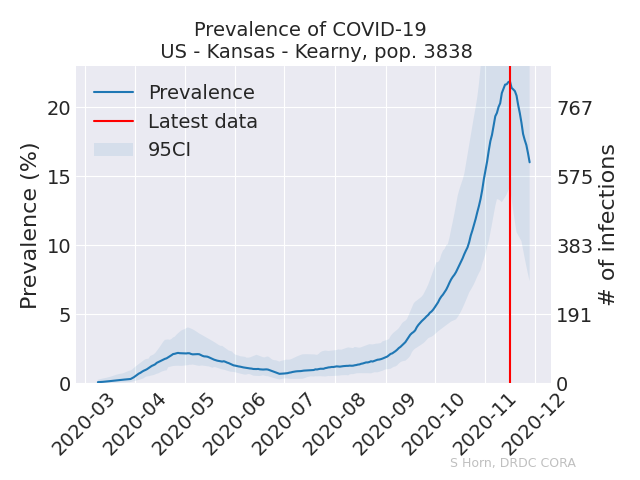 Prevalence of COVID-19
US - Kansas - Kearny, pop. 3838
Prevalence
Latest data
95CI
Prevalence (%)
20
15
10
5
0
767
575
383
191
0
# of infections
2020-03
2020-04
2020-05
2020-06
2020-07
2020-08
2020-09
2020-10
2020-11
2020-12
S Horn, DRDC CORA